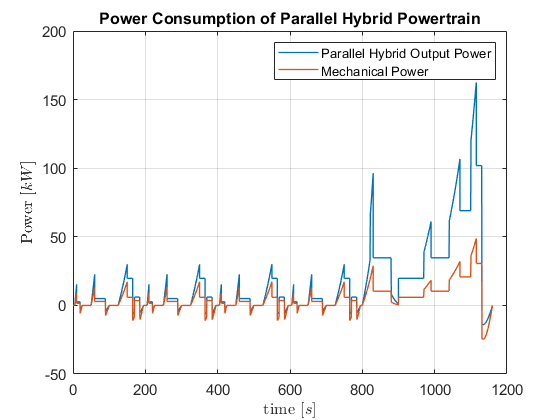 Power Consumption of Parallel Hybrid Powertrain
200
150
100
50
0
-50
Power [kW]
Parallel Hybrid Output Power
Mechanical Power
0 200 400 600 800 1000 1200
time [s]